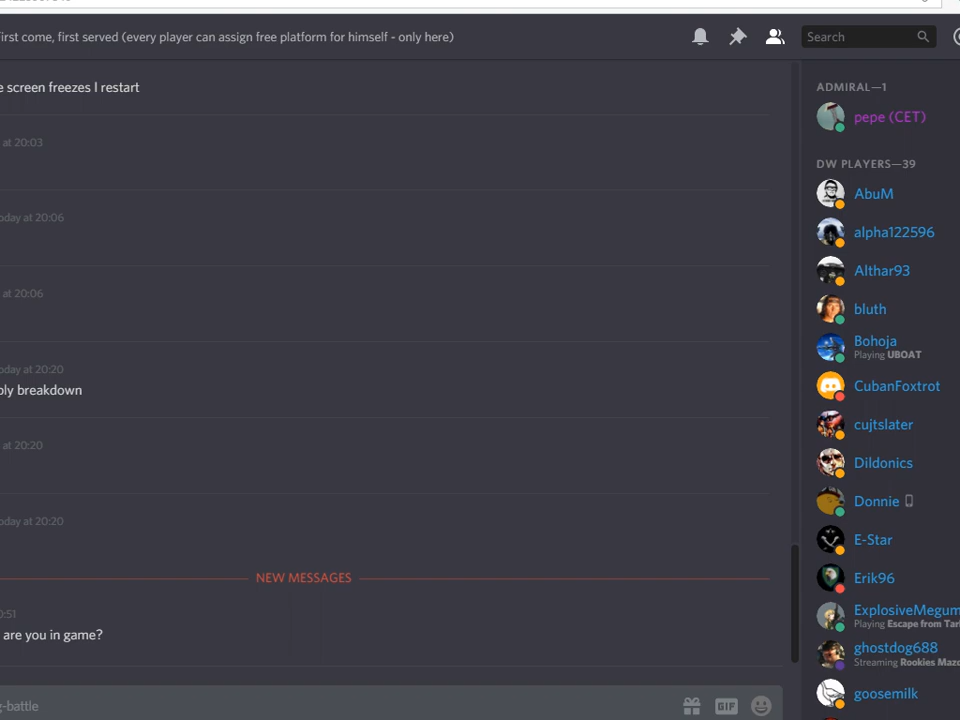 irst come, first served (every player can assign free platform for himself - only here)
Search
e screen freezes I restart
at 20:03
oday at 20:06
at 20:06
oday at 20:20
bly breakdown
at 20:20
oday at 20:20
NEW MESSAGES
0:51
are you in game?
g-battle
GIF
ADMIRAL—1
pepe (CET)
DW PLAYERS—39
AbuM
alpha122596
Althar93
bluth
Bohoja
Playing UBOAT
CubanFoxtrot
cujtslater
Dildonics
Donnie
E-Star
Erik96
ExplosiveMegum
Playing Escape from Tar
ghostdog688
Streaming Rookies Maz
goosemilk